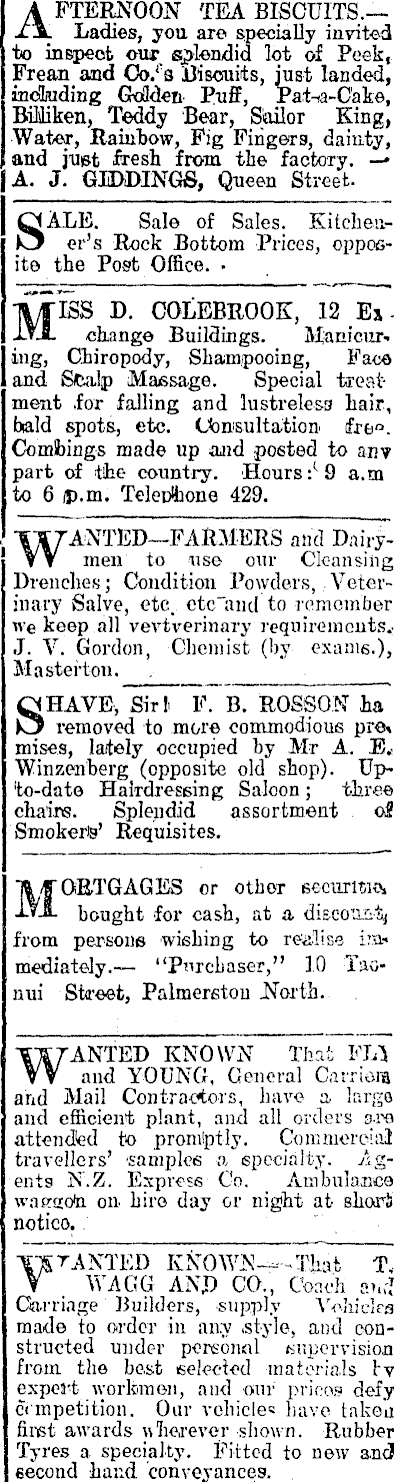 AFTERNOON TEA BISCUITS.—
Ladies, you are specially invited
to inspect our splendid lot of Peek,
Frean and Co.'s Biscuits, just landed,
including Golden Puff, Pat-a-Cake,
Billiken, Teddy Bear, Sailor King,
Water, Rainbow, Fig Fingers, dainty,
and just fresh from the factory. —
A. J. GIDDINGS, Queen Street.
SALE. Sale of Sales. Kitchen-
er's Rock Bottom Prices, oppos-
ite the Post Office.
MISS D. COLEBROOK, 12 Ex-
change Buildings. Manicur-
ing, Chiropody, Shampooing, Face
and Scalp Massage. Special treat
ment for falling and lustreless hair,
bald spots, etc. Consultation free.
Combings made up and posted to any
part of the country. Hours: 9 a.m
to 6 p.m. Telephone 429.
WANTED—FARMERS and Dairy-
men to use our Cleansing
Drenches; Condition Powders, Veter-
inary Salve, etc. etc and to remember
we keep all vevtverinary requirements.
J. V. Gordon, Chemist (by exams.),
Masterton.
SHAVE, Sir! F. B. ROSSON ha
removed to more commodious pre
mises, lately occupied by Mr A. E.
Winzenberg (opposite old shop). Up-
to-date Hairdressing Saloon; three
chairs. Splendid assortment of
Smokers' Requisites.
MORTGAGES or other securities,
bought for cash, at a discount,
from persons wishing to realise im-
mediately.— "Purchaser," 10 Tao-
nui Street, Palmerston North.
WANTED KNOWN That FLY
and YOUNG, General Carriers
and Mail Contractors, have a large
and efficient plant, and all orders are
attended to promptly. Commercial
travellers' samples a specialty. Ag-
ents N.Z. Express Co. Ambulance
waggon on hire day or night at short
notice.
WANTED KNOWN—That T.
WAGG AND CO., Coach and
Carriage Builders, supply Vehicles
made to order in any style, and con-
structed under personal supervision
from the best selected materials by
expert workmen, and our prices defy
competition. Our vehicles have taken
first awards wherever shown. Rubber
Tyres a specialty. Fitted to new and
second hand conveyances.